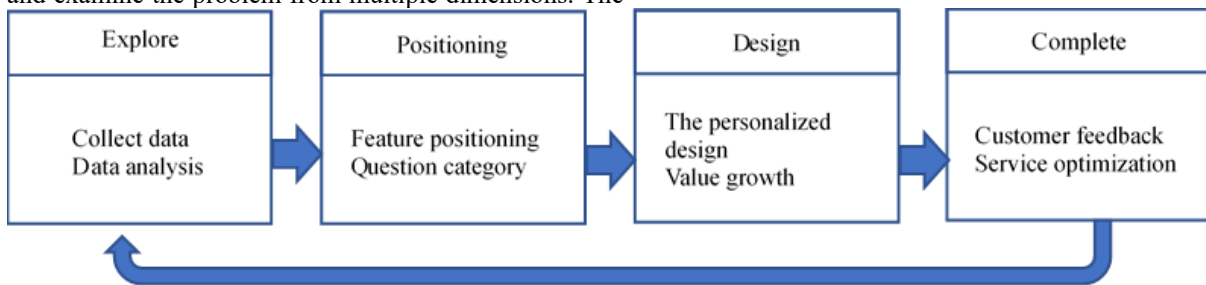 and examine the problem from multiple dimensions. The
Explore
Collect data
Data analysis
Positioning
Feature positioning
Question category
Design
The personalized
design
Value growth
Complete
Customer feedback
Service optimization